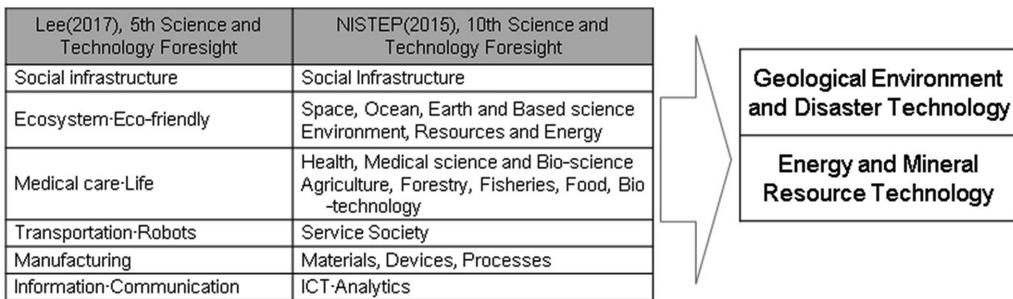 Lee(2017), 5th Science and
Technology Foresight
NISTEP(2015), 10th Science and
Technology Foresight
Social infrastructure
Social Infrastructure
Ecosystem·Eco-friendly
Space, Ocean, Earth and Based science
Environment, Resources and Energy
Medical care·Life
Health, Medical science and Bio-science
Agriculture, Forestry, Fisheries, Food, Bio
-technology
Transportation·Robots
Service Society
Manufacturing
Materials, Devices, Processes
Information·Communication
ICT·Analytics
Geological Environment
and Disaster Technology
Energy and Mineral
Resource Technology